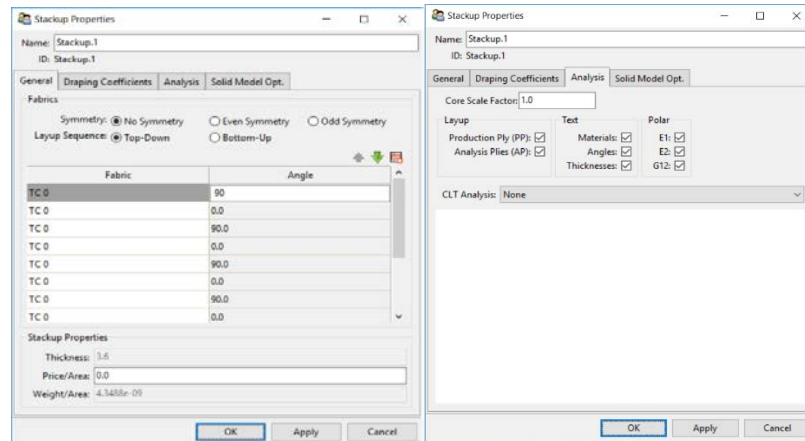 Stackup Properties
Name: Stackup.1
ID: Stackup.1
General Draping Coefficients Analysis Solid Model Opt.
Fabrics
Symmetry: No Symmetry Even Symmetry Odd Symmetry
Layup Sequence: Top-Down Bottom-Up
Fabric Angle
TC 0 90
TC 0 0.0
TC 0 90.0
TC 0 0.0
TC 0 90.0
TC 0 0.0
TC 0 90.0
TC 0 0.0
Stackup Properties
Thickness: 3.6
Price/Area: 0.0
Weight/Area: 4.3488e-09
OK Apply Cancel
Stackup Properties
Name: Stackup.1
ID: Stackup.1
General Draping Coefficients Analysis Solid Model Opt.
Core Scale Factor: 1.0
Layup Text Polar
Production Ply (PP): Materials: E1:
Analysis Plies (AP): Angles: E2:
Thicknesses: G12:
CLT Analysis: None
OK Apply Cancel